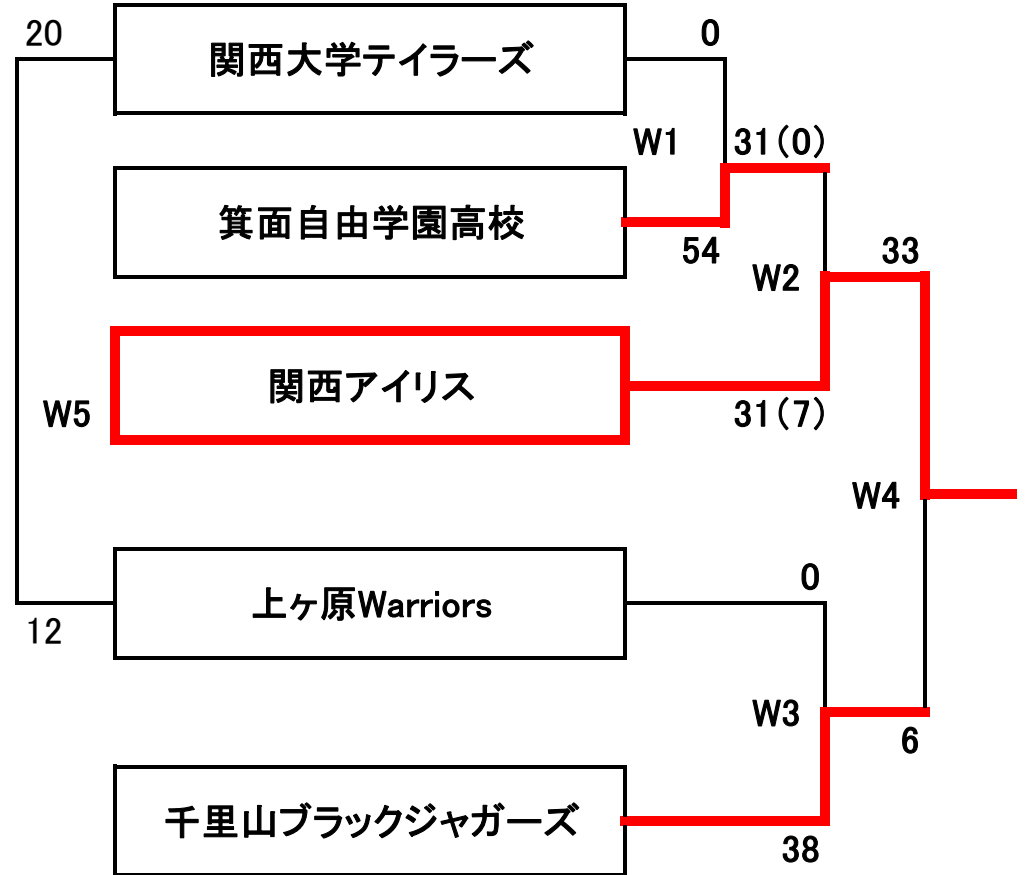 20
関西大学テイラーズ
0
W1
31(0)
箕面自由学園高校
54
W2
33
関西アイリス
W5
31(7)
W4
上ヶ原Warriors
0
12
W3
6
千里山ブラックジャガーズ
38